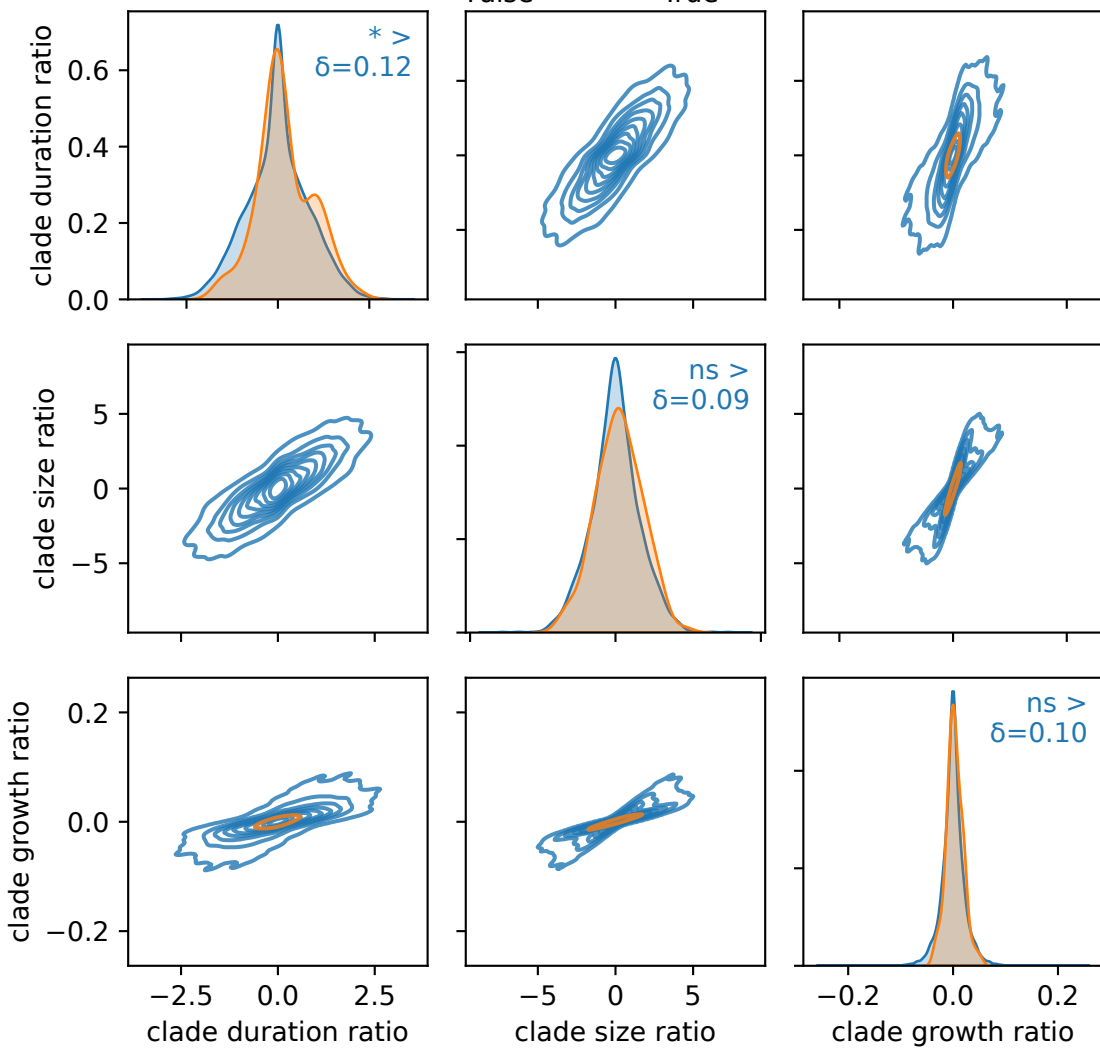 True
* >
δ=0.12
clade duration ratio
0.6
0.4
0.2
0.0
ns >
δ=0.09
clade size ratio
5
0
−5
ns >
δ=0.10
clade growth ratio
0.2
0.0
−0.2
−2.5 0.0 2.5
−5 0 5
−0.2 0.0 0.2
clade duration ratio
clade size ratio
clade growth ratio